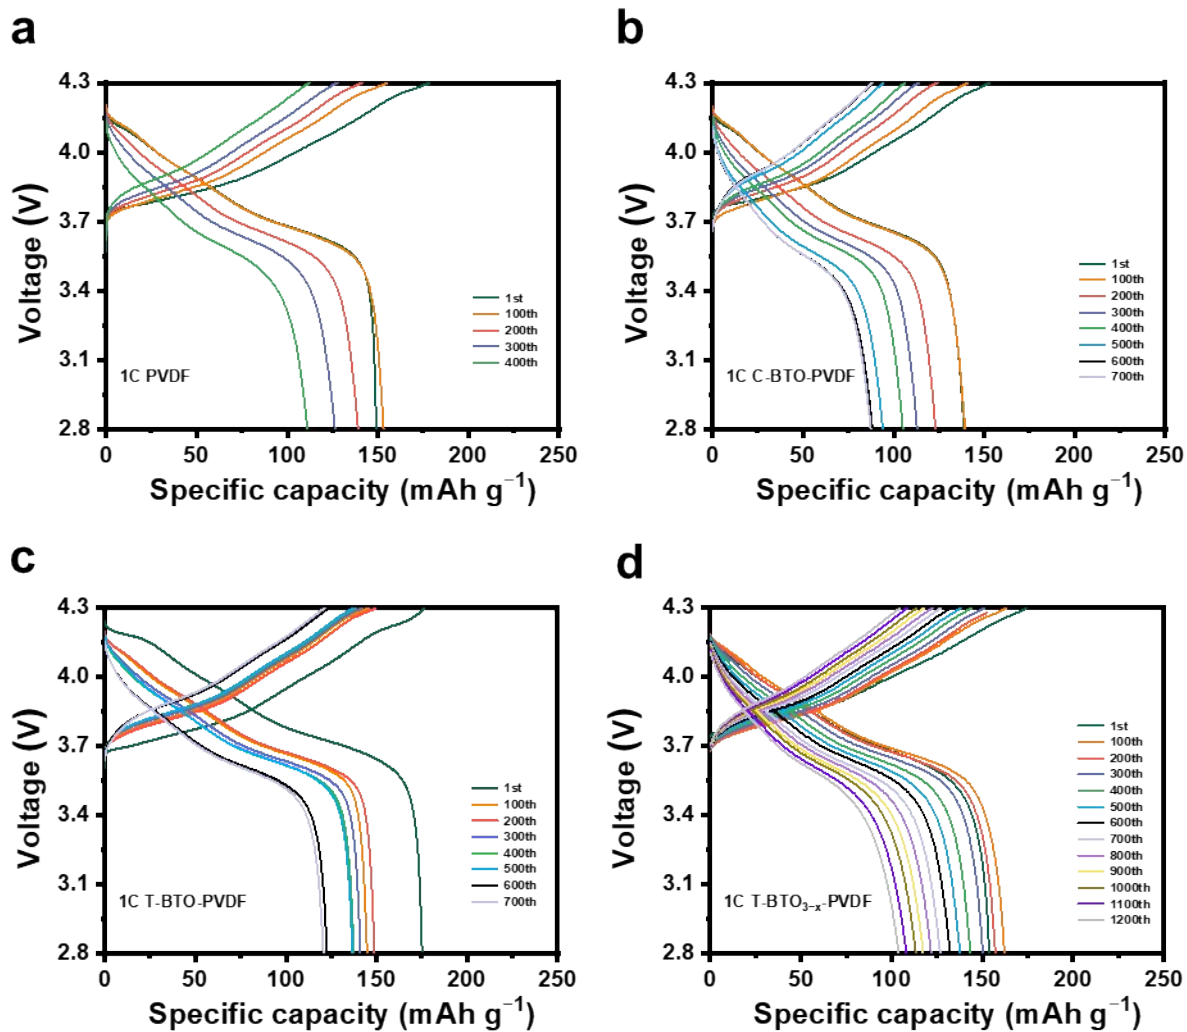 a
4.3
4.0
3.7
3.4
3.1
2.8
Voltage (V)
1st
100th
200th
300th
400th
1C PVDF
0 50 100 150 200 250
Specific capacity (mAh g⁻¹)
b
4.3
4.0
3.7
3.4
3.1
2.8
Voltage (V)
1st
100th
200th
300th
400th
500th
600th
700th
1C C-BTO-PVDF
0 50 100 150 200 250
Specific capacity (mAh g⁻¹)
c
4.3
4.0
3.7
3.4
3.1
2.8
Voltage (V)
1st
100th
200th
300th
400th
500th
600th
700th
1C T-BTO-PVDF
0 50 100 150 200 250
Specific capacity (mAh g⁻¹)
d
4.3
4.0
3.7
3.4
3.1
2.8
Voltage (V)
1st
100th
200th
300th
400th
500th
600th
700th
800th
900th
1000th
1100th
1200th
1C T-BTO₃₋ₓ-PVDF
0 50 100 150 200 250
Specific capacity (mAh g⁻¹)